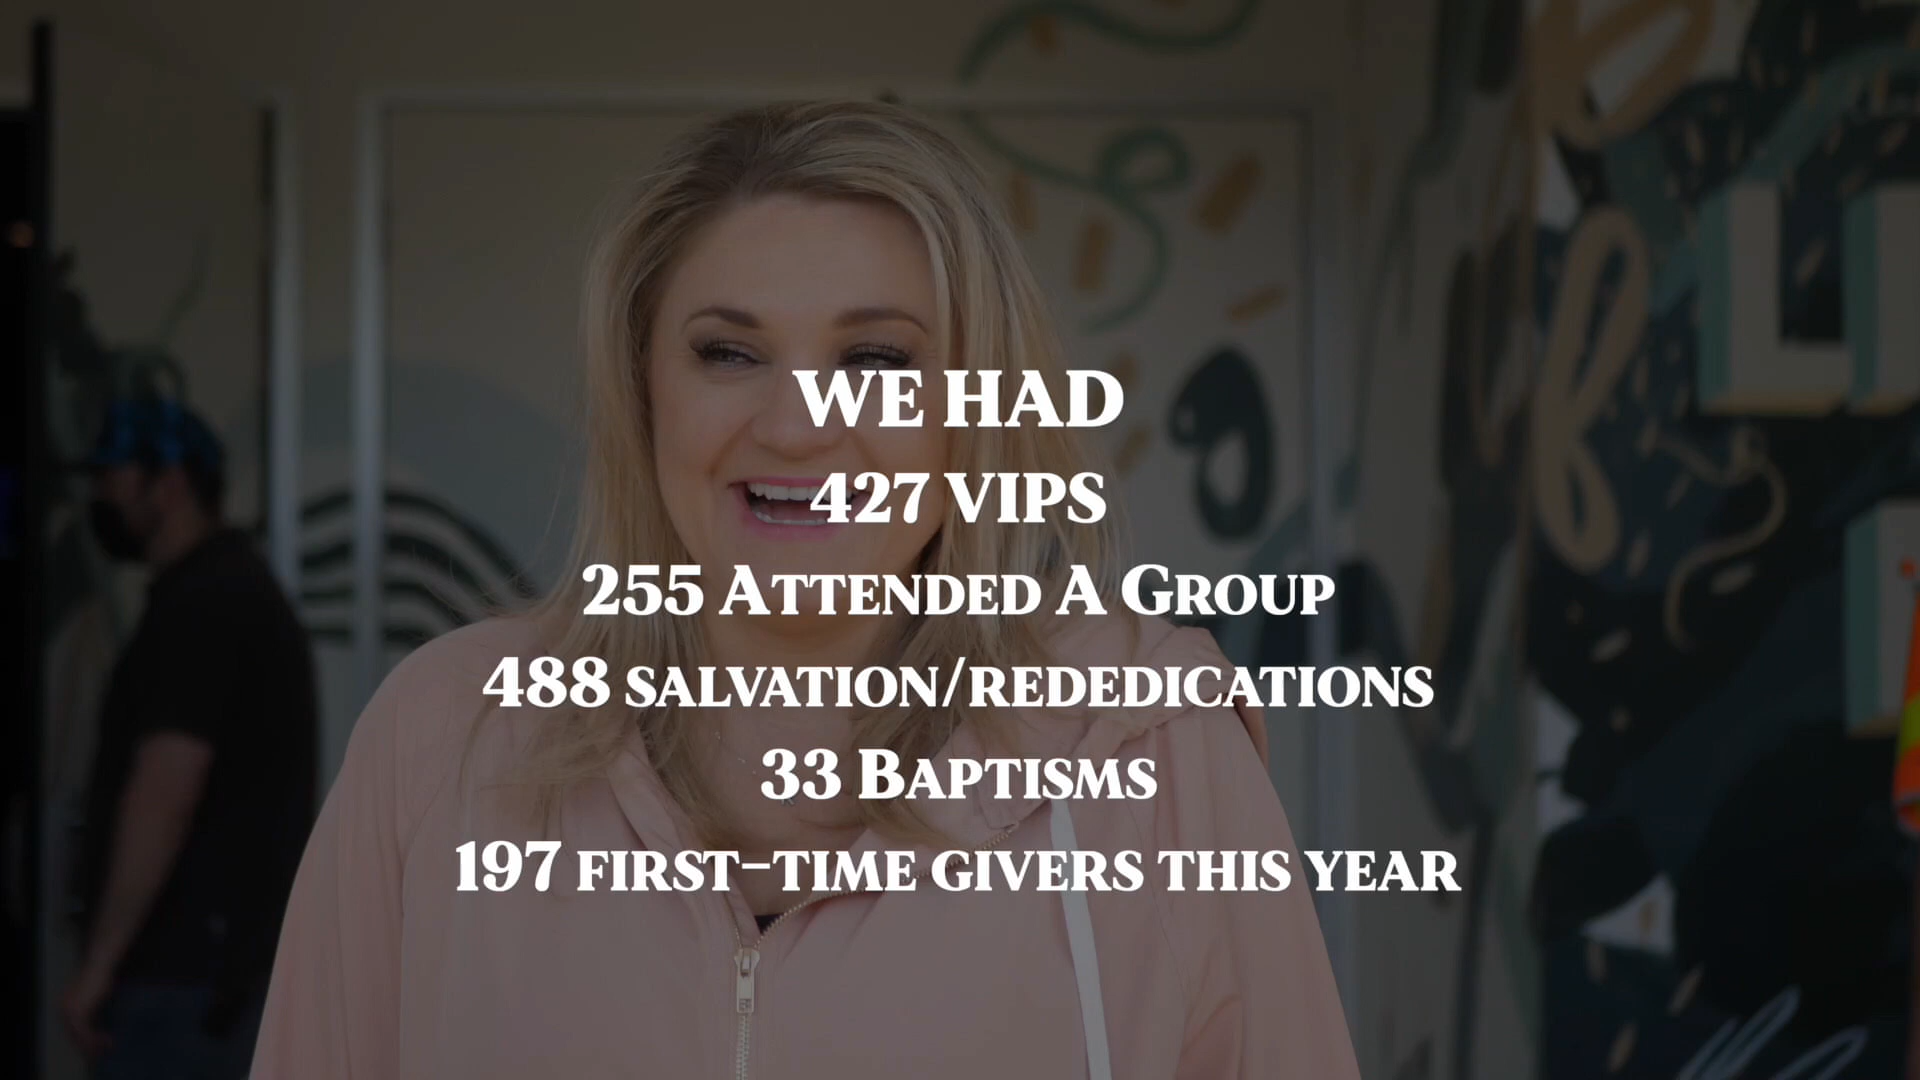 WE HAD
427 VIPS
255 ATTENDED A GROUP
488 SALVATION/REDEDICATIONS
33 BAPTISMS
197 FIRST-TIME GIVERS THIS YEAR